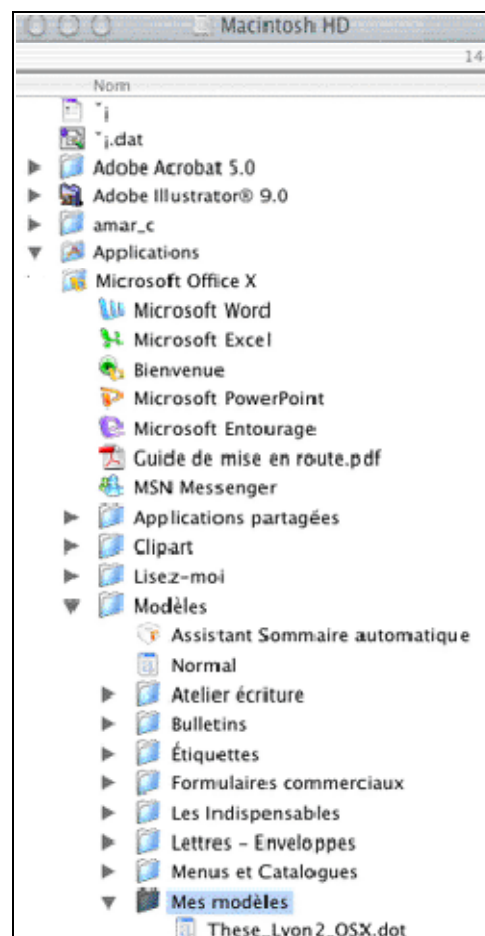 Macintosh HD
14
Nom
ˇ¡
ˇ¡.dat
Adobe Acrobat 5.0
Adobe Illustrator® 9.0
amar_c
Applications
Microsoft Office X
Microsoft Word
Microsoft Excel
Bienvenue
Microsoft PowerPoint
Microsoft Entourage
Guide de mise en route.pdf
MSN Messenger
Applications partagées
Clipart
Lisez-moi
Modèles
Assistant Sommaire automatique
Normal
Atelier écriture
Bulletins
Étiquettes
Formulaires commerciaux
Les Indispensables
Lettres - Enveloppes
Menus et Catalogues
Mes modèles
These_Lyon2_OSX.dot